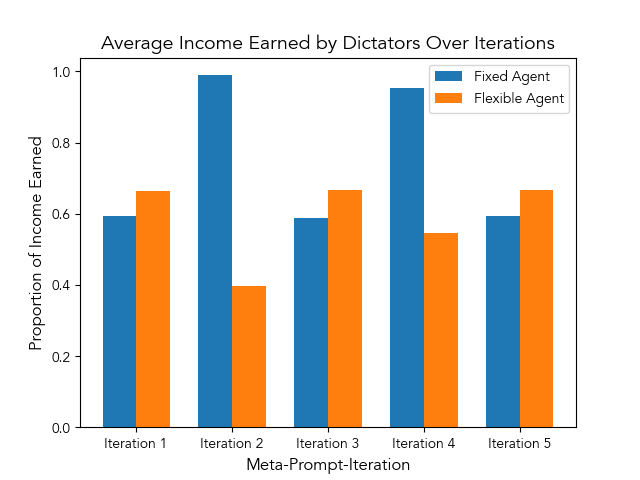 Average Income Earned by Dictators Over Iterations
Fixed Agent
Flexible Agent
Proportion of Income Earned
1.0
0.8
0.6
0.4
0.2
0.0
Iteration 1
Iteration 2
Iteration 3
Iteration 4
Iteration 5
Meta-Prompt-Iteration